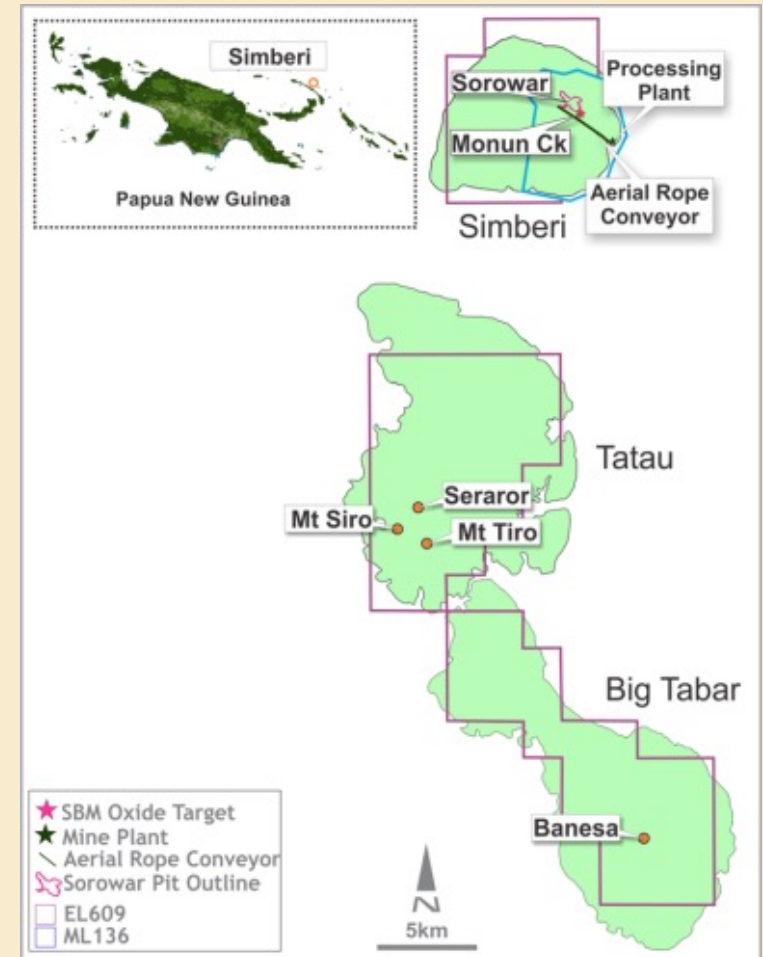 Simberi
Papua New Guinea
Sorowar
Processing
Plant
Monun Ck
Aerial Rope
Conveyor
Simberi
Tatau
Seraror
Mt Siro
Mt Tiro
Big Tabar
Banesa
SBM Oxide Target
Mine Plant
Aerial Rope Conveyor
Sorowar Pit Outline
EL609
ML136
N
5km